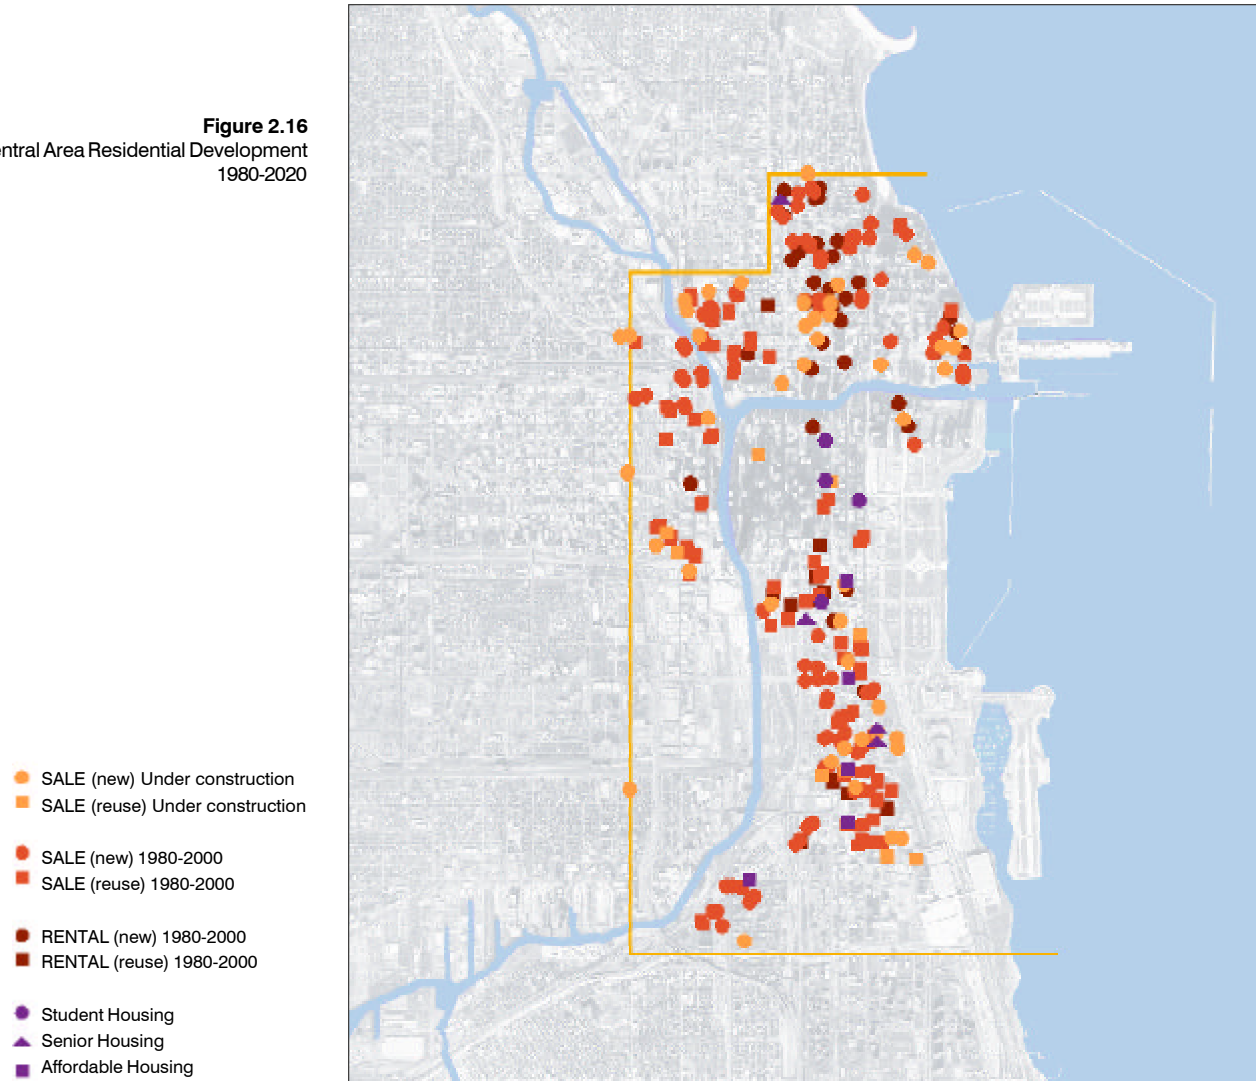 Figure 2.16
entral Area Residential Development
1980-2020
SALE (new) Under construction
SALE (reuse) Under construction
SALE (new) 1980-2000
SALE (reuse) 1980-2000
RENTAL (new) 1980-2000
RENTAL (reuse) 1980-2000
Student Housing
Senior Housing
Affordable Housing